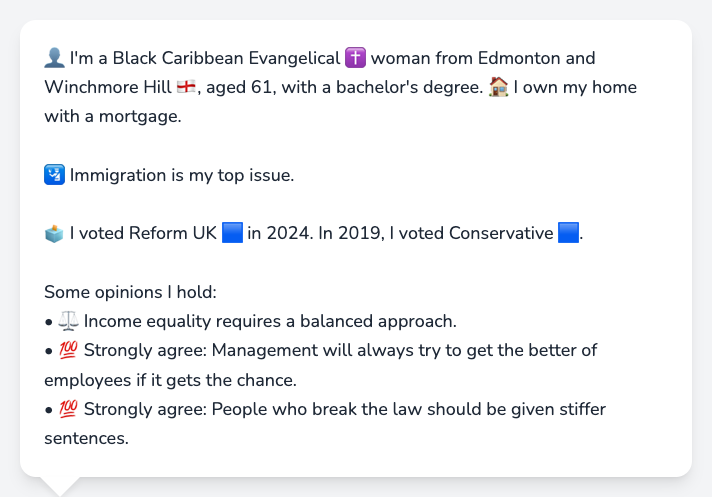 👤 I'm a Black Caribbean Evangelical ✝️ woman from Edmonton and
Winchmore Hill 🏴󠁧󠁢󠁥󠁮󠁧󠁿, aged 61, with a bachelor's degree. 🏠 I own my home
with a mortgage.
🛂 Immigration is my top issue.
🗳️ I voted Reform UK 🟦 in 2024. In 2019, I voted Conservative 🟦.
Some opinions I hold:
• ⚖️ Income equality requires a balanced approach.
• 💯 Strongly agree: Management will always try to get the better of
employees if it gets the chance.
• 💯 Strongly agree: People who break the law should be given stiffer
sentences.